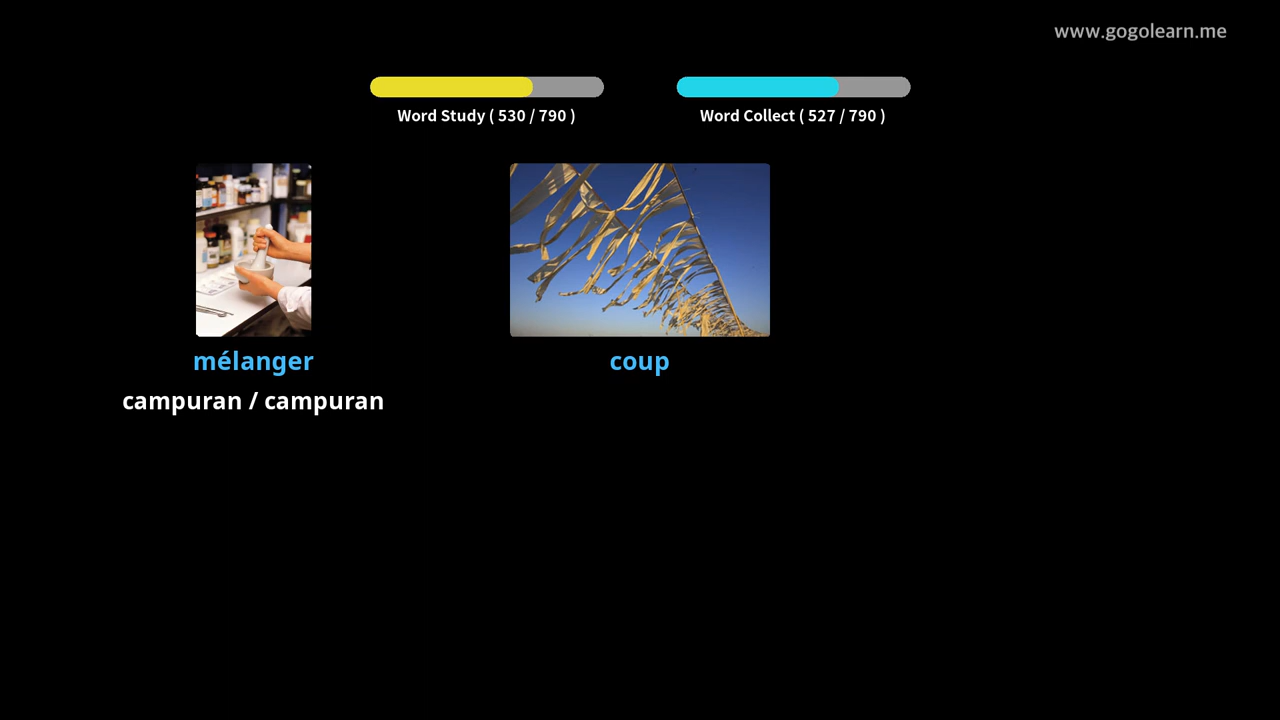 www.gogolearn.me
Word Study ( 530 / 790 )
Word Collect ( 527 / 790 )
mélanger
coup
campuran / campuran